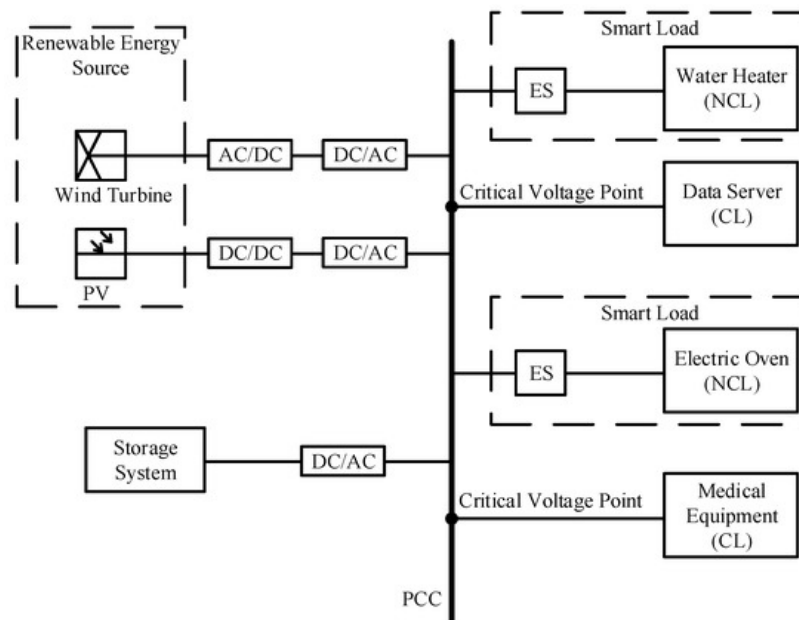 Renewable Energy
Source
Wind Turbine
PV
AC/DC
DC/AC
DC/DC
DC/AC
Storage
System
DC/AC
PCC
Smart Load
ES
Water Heater
(NCL)
Critical Voltage Point
Data Server
(CL)
Smart Load
ES
Electric Oven
(NCL)
Critical Voltage Point
Medical
Equipment
(CL)